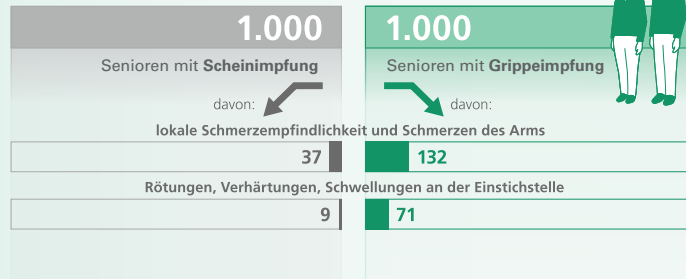 1.000
1.000
Senioren mit Scheinimpfung
Senioren mit Grippeimpfung
davon:
davon:
lokale Schmerzempfindlichkeit und Schmerzen des Arms
37
132
Rötungen, Verhärtungen, Schwellungen an der Einstichstelle
9
71